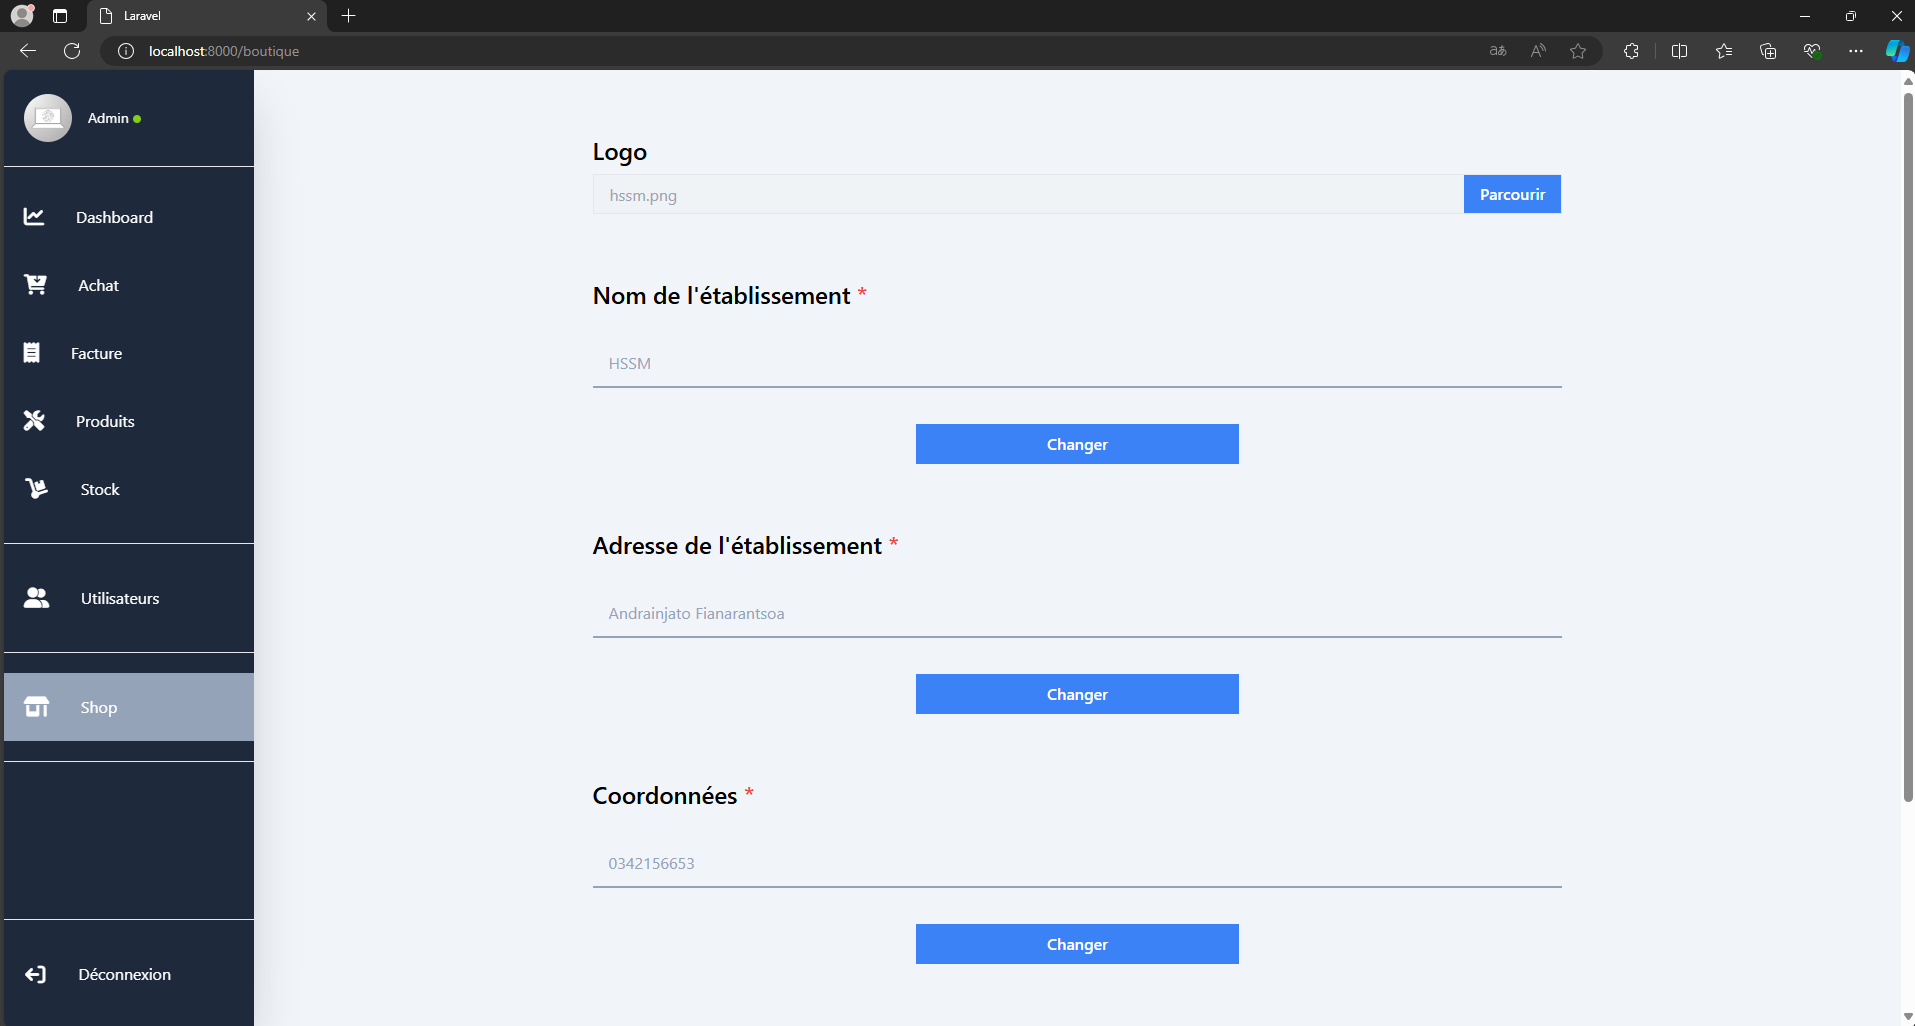 Laravel
localhost:8000/boutique
Admin
Dashboard
Achat
Facture
Produits
Stock
Utilisateurs
Shop
Déconnexion
Logo
hssm.png
Parcourir
Nom de l'établissement *
HSSM
Changer
Adresse de l'établissement *
Andrainjato Fianarantsoa
Changer
Coordonnées *
0342156653
Changer